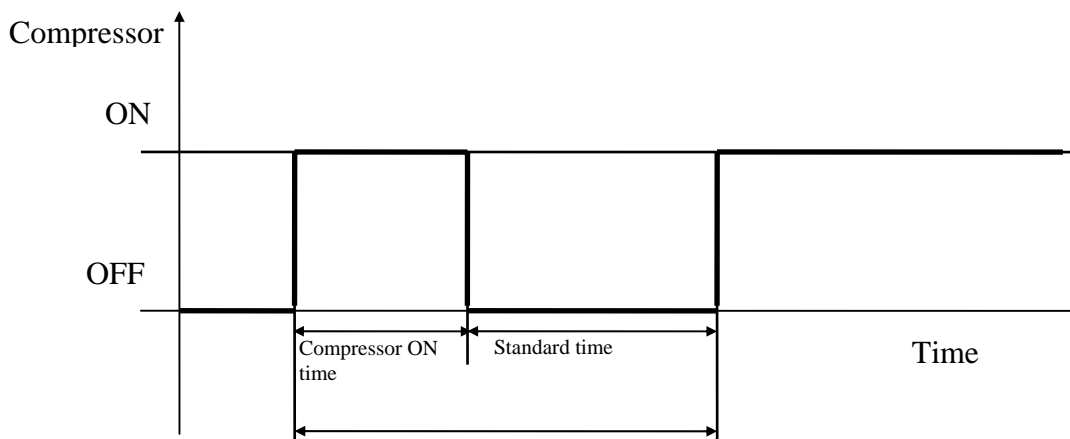 Compressor
ON
OFF
Compressor ON
time
Standard time
Time